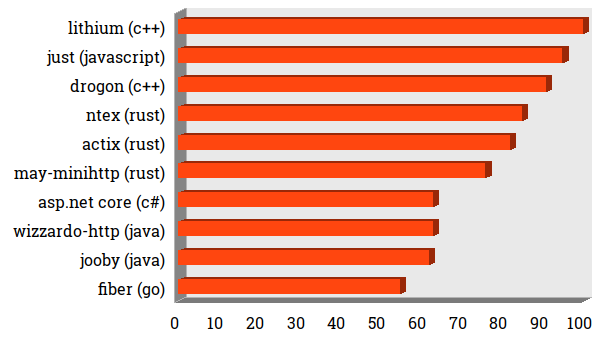 lithium (c++)
just (javascript)
drogon (c++)
ntex (rust)
actix (rust)
may-minihttp (rust)
asp.net core (c#)
wizzardo-http (java)
jooby (java)
fiber (go)
0 10 20 30 40 50 60 70 80 90 100